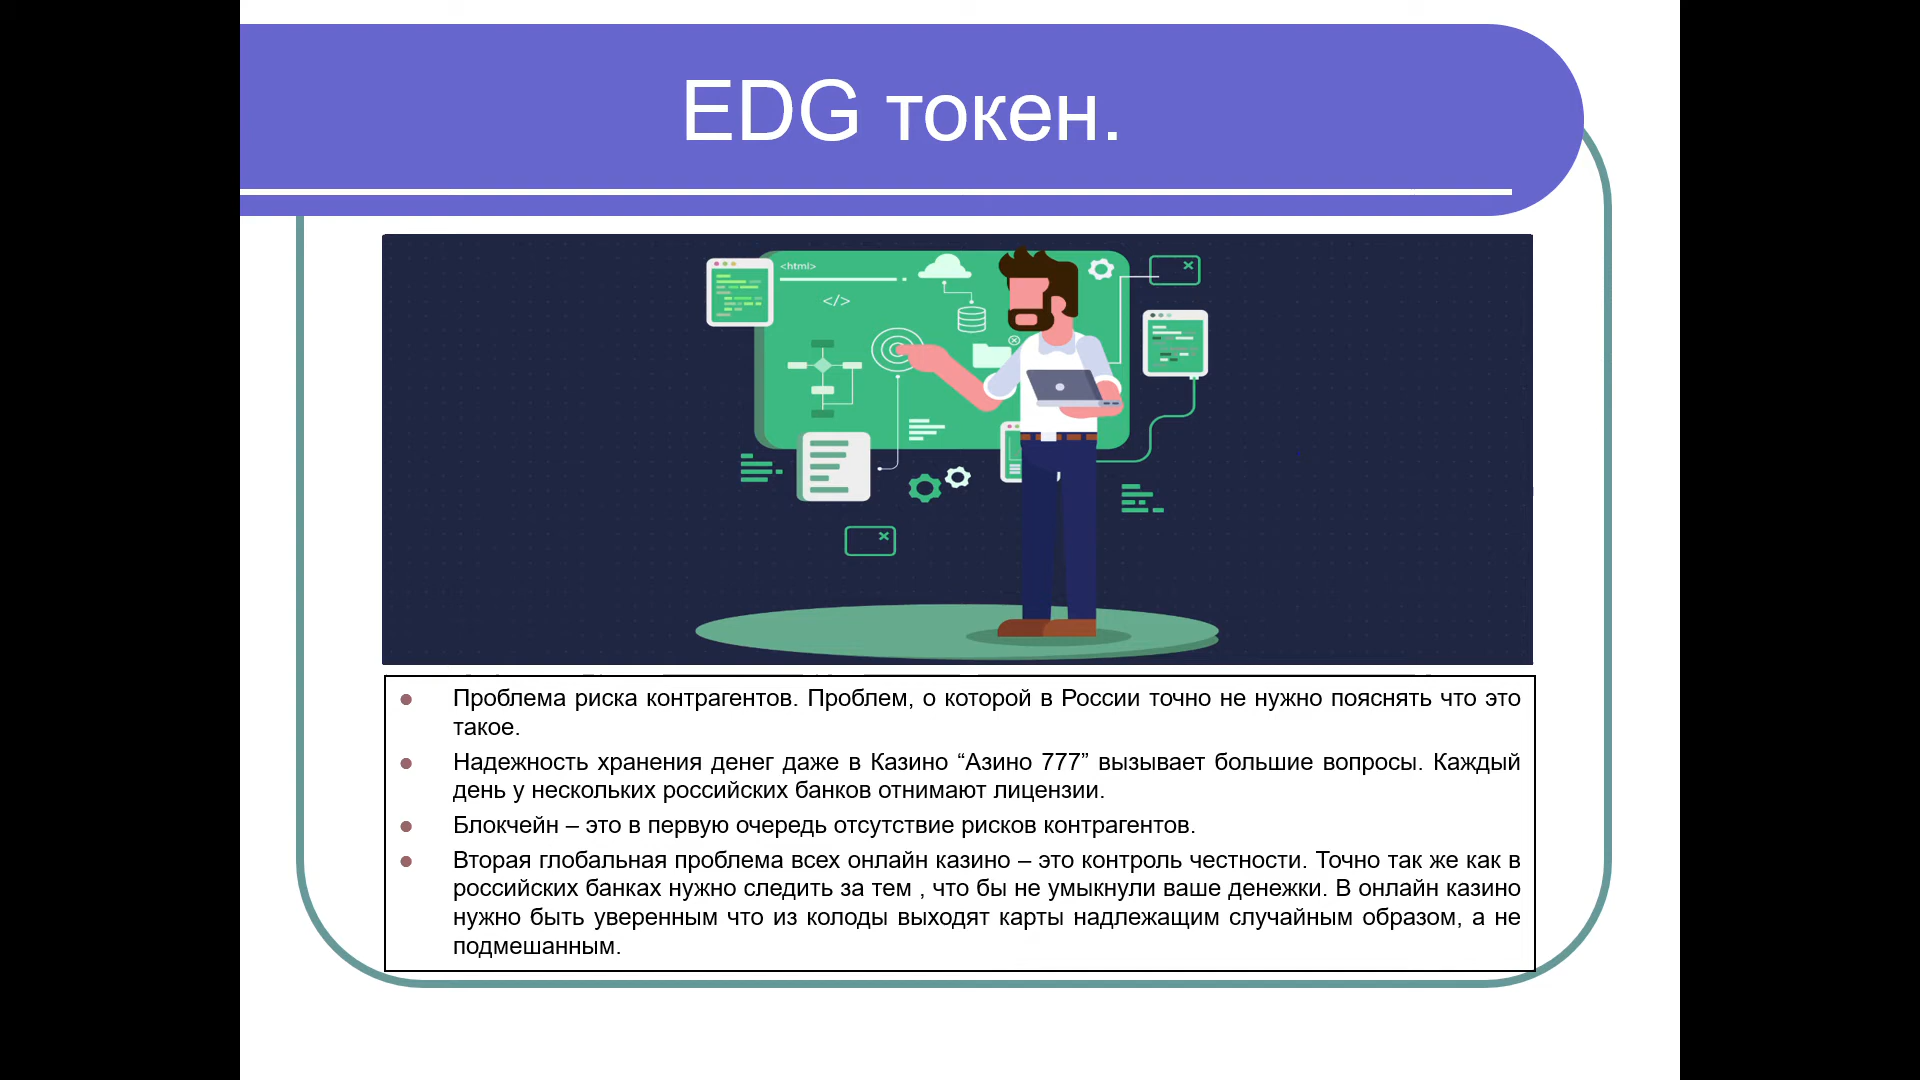 EDG токен.
<html>
</>
Проблема риска контрагентов. Проблем, о которой в России точно не нужно пояснять что это
такое.
Надежность хранения денег даже в Казино “Азино 777” вызывает большие вопросы. Каждый
день у нескольких российских банков отнимают лицензии.
Блокчейн – это в первую очередь отсутствие рисков контрагентов.
Вторая глобальная проблема всех онлайн казино – это контроль честности. Точно так же как в
российских банках нужно следить за тем , что бы не умыкнули ваше денежки. В онлайн казино
нужно быть уверенным что из колоды выходят карты надлежащим случайным образом, а не
подмешанным.